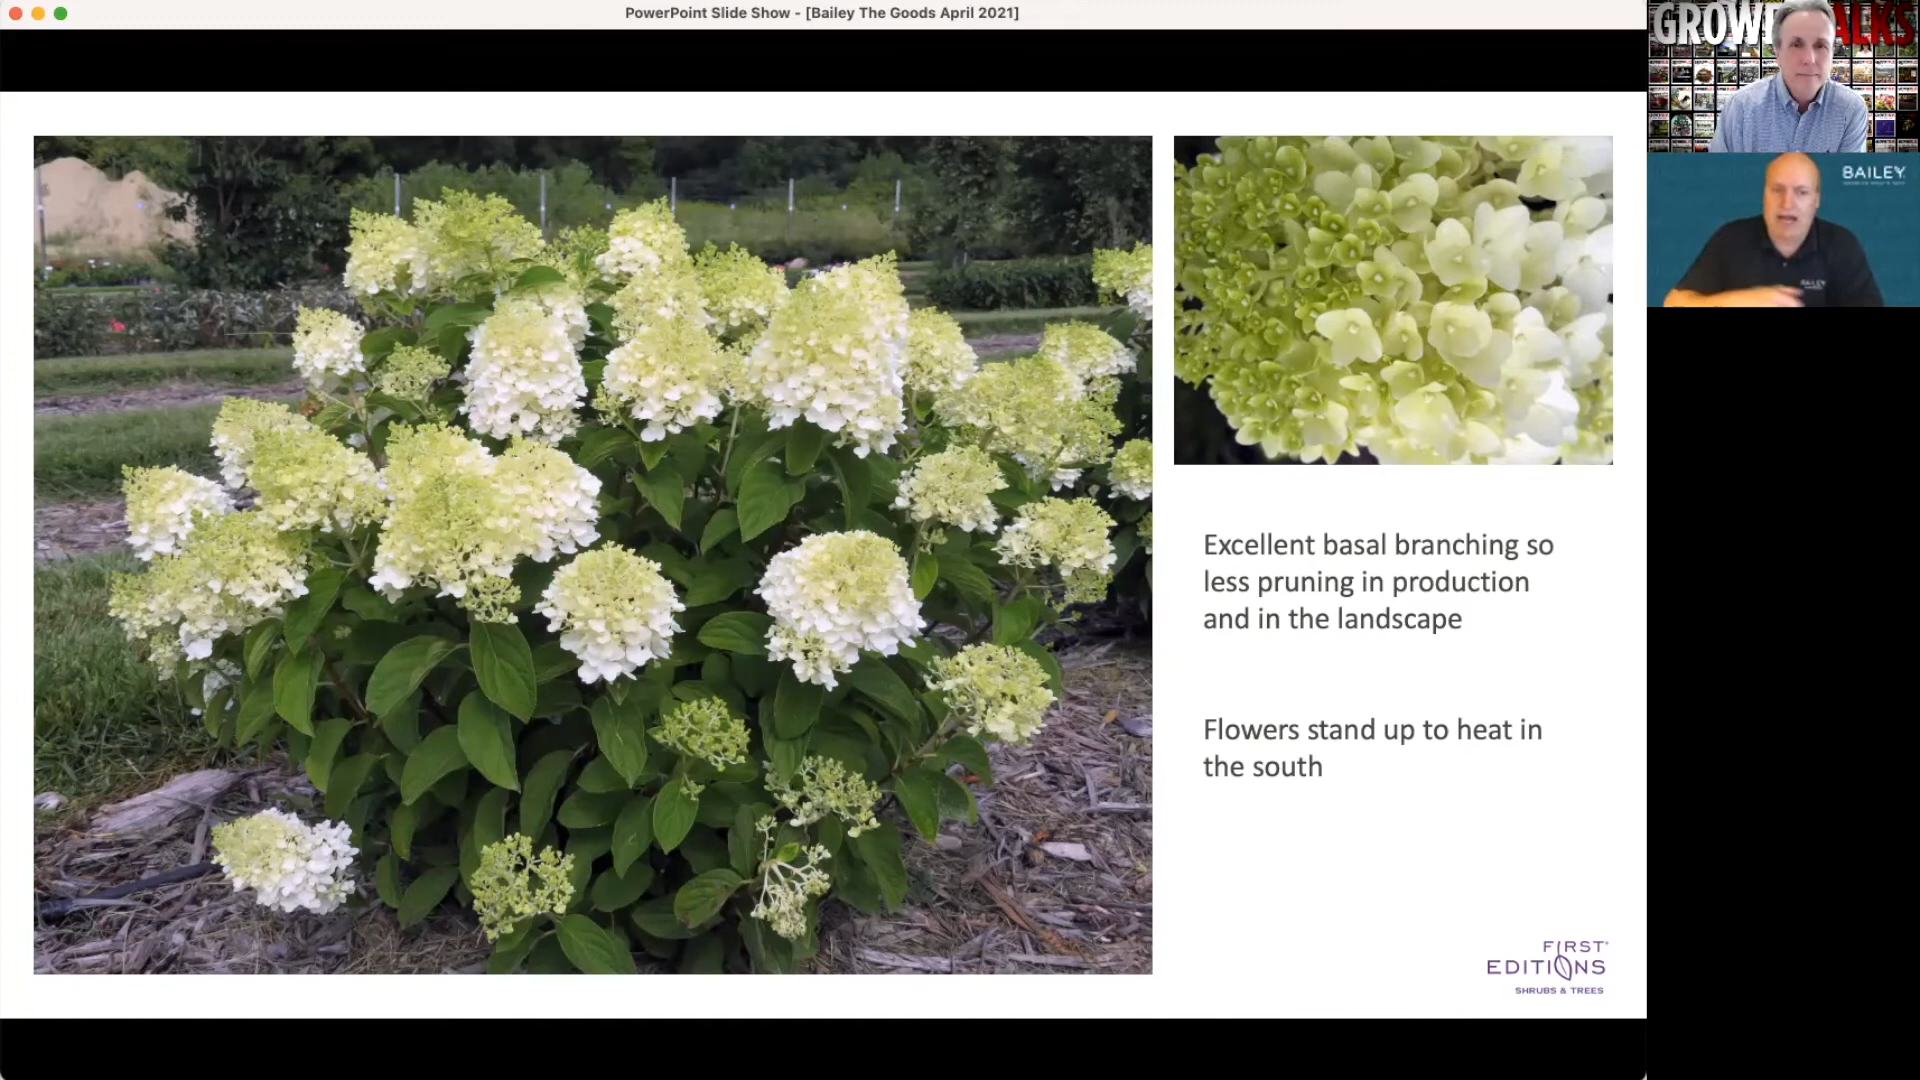 PowerPoint Slide Show - [Bailey The Goods April 2021]
BAILEY
Excellent basal branching so
less pruning in production
and in the landscape
Flowers stand up to heat in
the south
FIRST
EDITIONS
SHRUBS & TREES